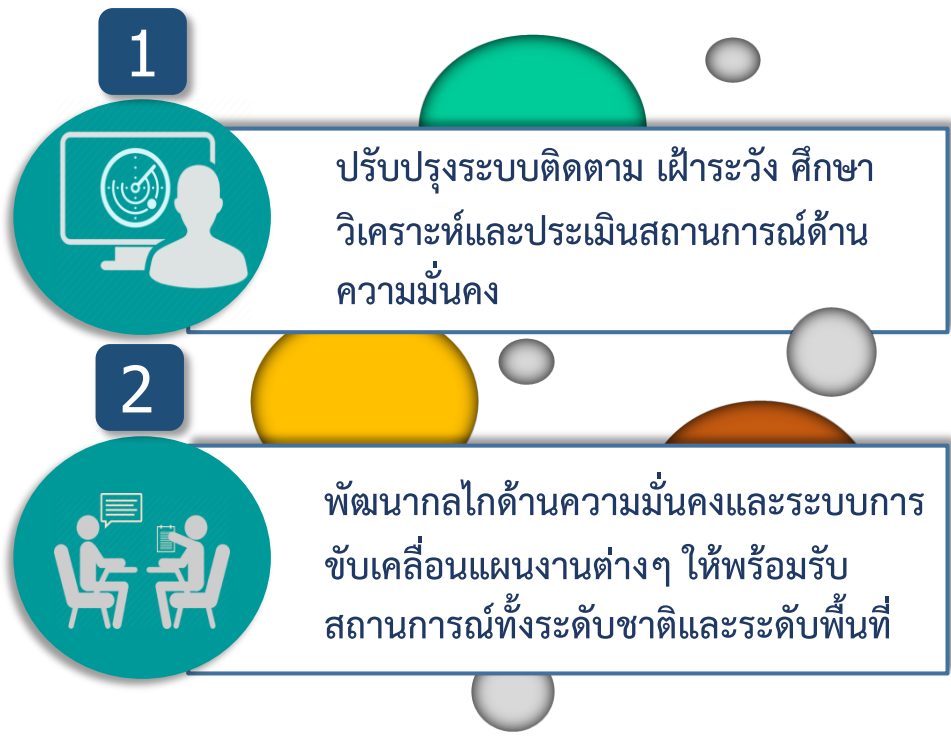 1
ปรับปรุงระบบติดตาม เฝ้าระวัง ศึกษา
วิเคราะห์และประเมินสถานการณ์ด้าน
ความมั่นคง
2
พัฒนากลไกด้านความมั่นคงและระบบการ
ขับเคลื่อนแผนงานต่างๆ ให้พร้อมรับ
สถานการณ์ทั้งระดับชาติและระดับพื้นที่